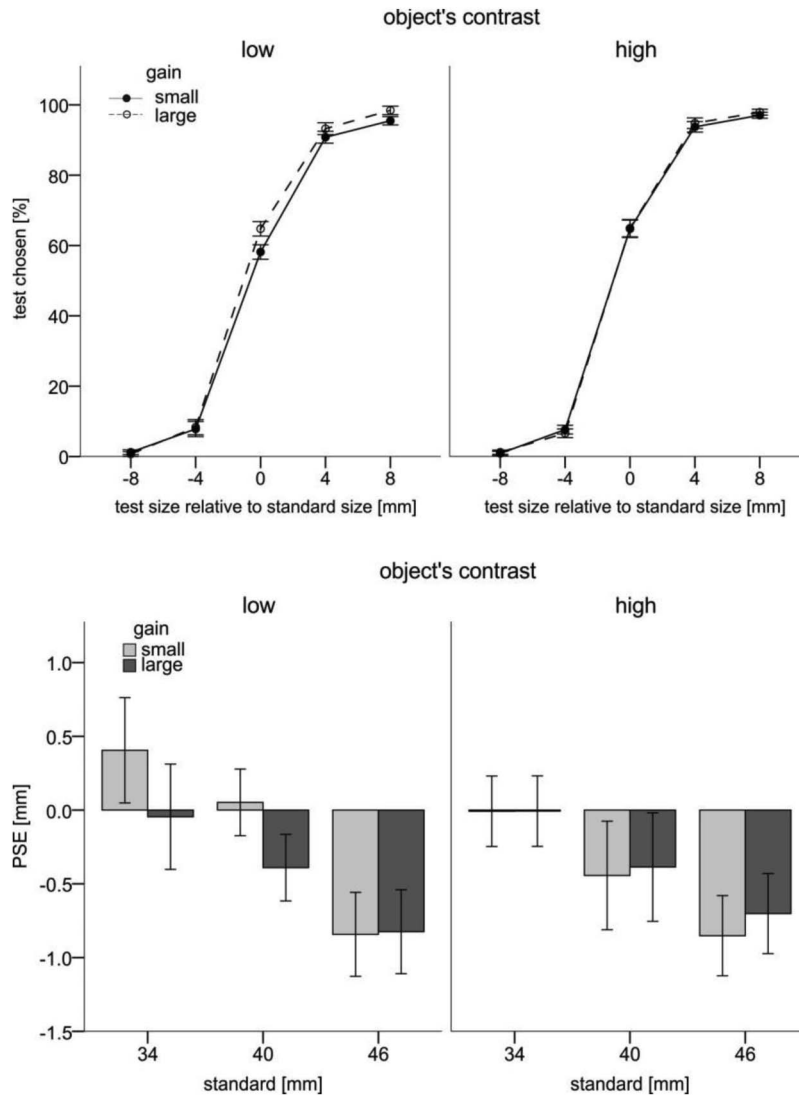 object's contrast
low
high
gain
small
large
100
80
60
40
20
0
test chosen [%]
-8 -4 0 4 8
-8 -4 0 4 8
test size relative to standard size [mm]
test size relative to standard size [mm]
object's contrast
low
high
gain
small
large
1.0
0.5
0.0
-0.5
-1.0
-1.5
PSE [mm]
34 40 46
34 40 46
standard [mm]
standard [mm]